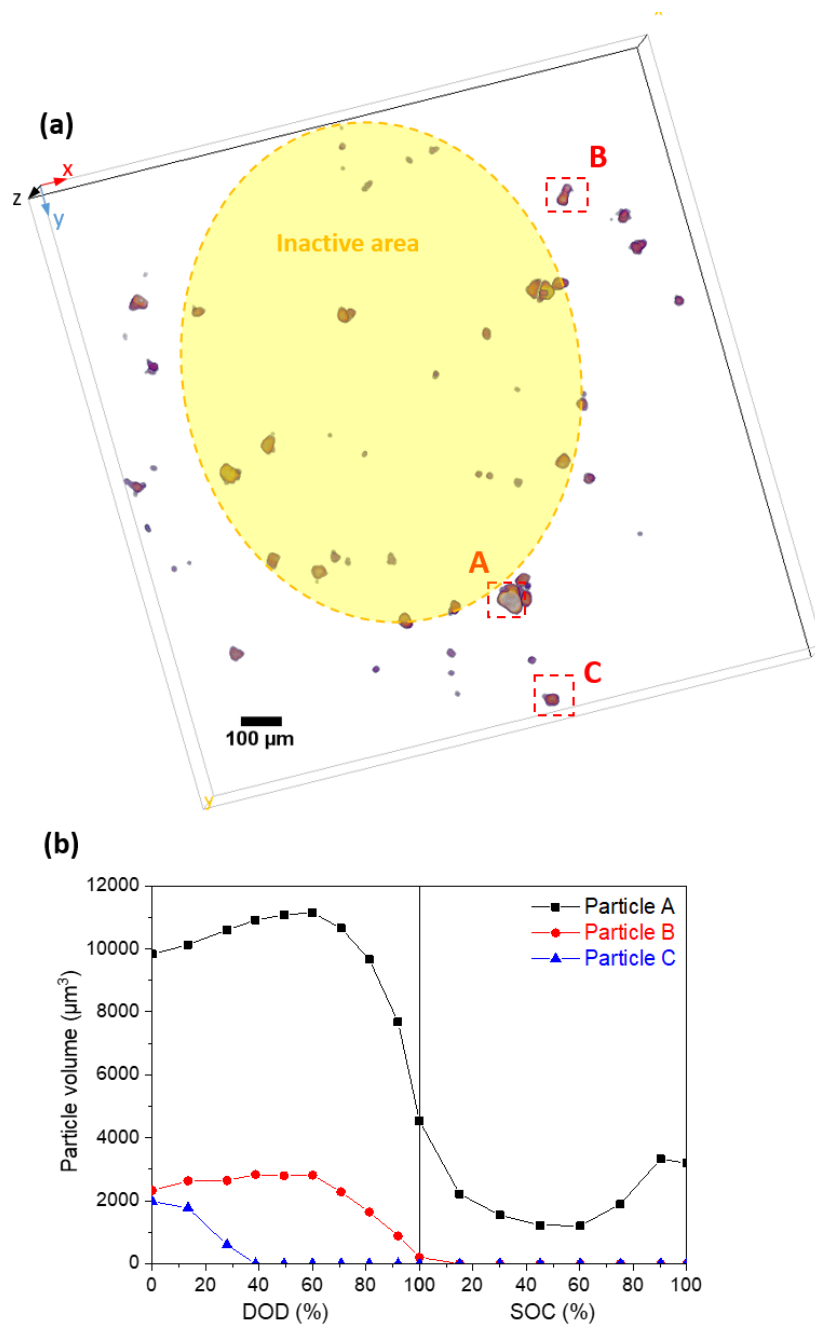 (a)
x
z
y
B
Inactive area
A
C
100 µm
y
(b)
12000
10000
8000
6000
4000
2000
0
Particle volume (µm³)
Particle A
Particle B
Particle C
0 20 40 60 80 100 20 40 60 80 100
DOD (%) SOC (%)